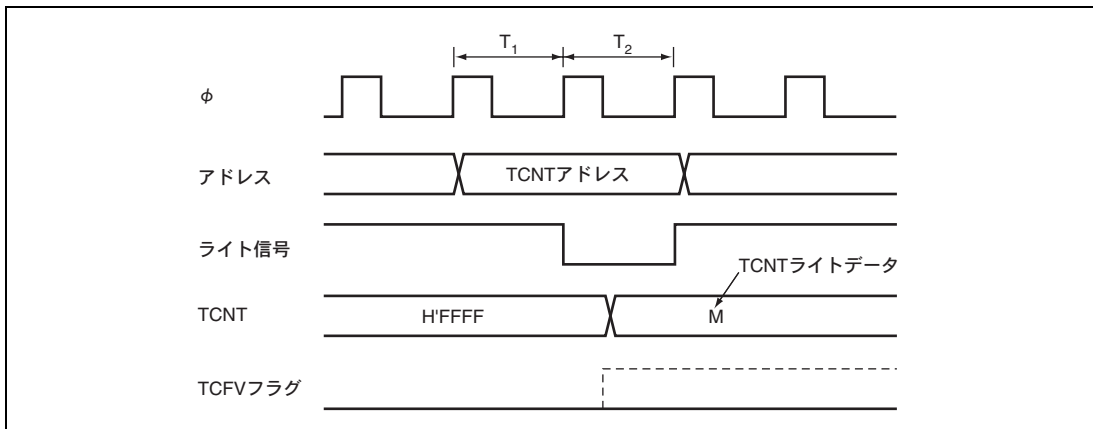 T1 T2
φ
アドレス TCNTアドレス
ライト信号
TCNTライトデータ
TCNT H'FFFF M
TCFVフラグ